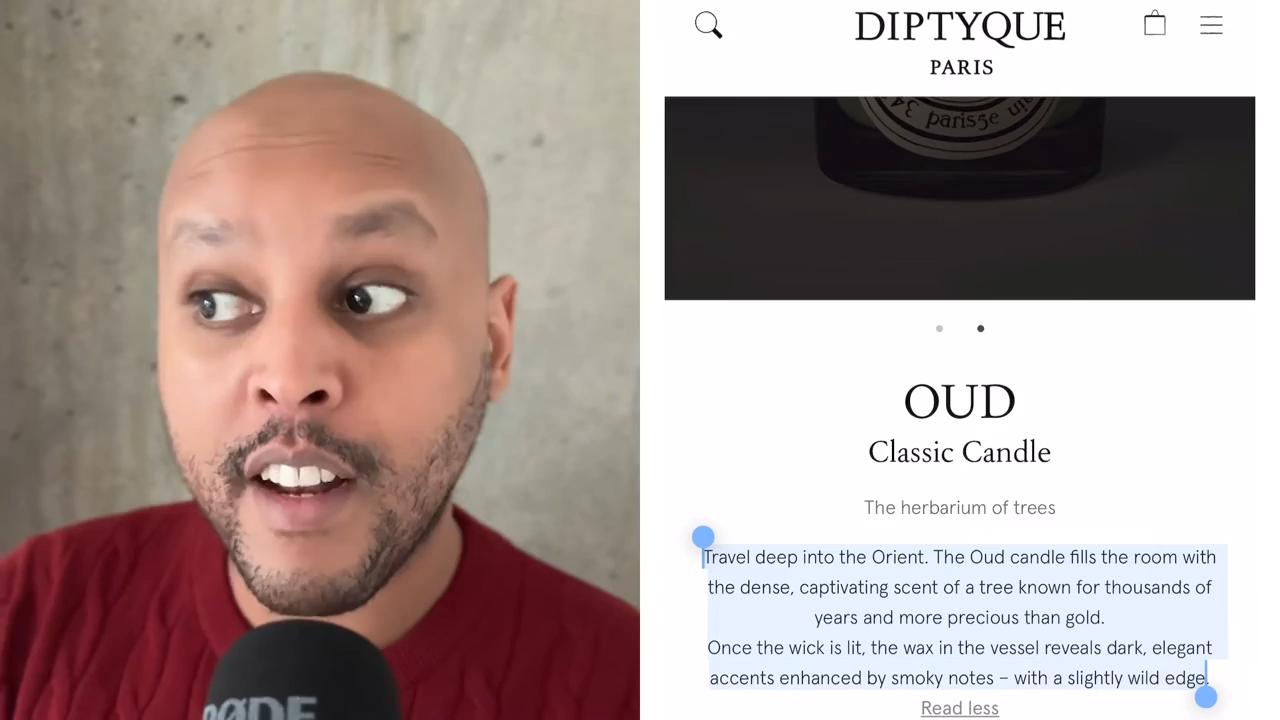 DIPTYQUE
PARIS
34 paris5e
OUD
Classic Candle
The herbarium of trees
Travel deep into the Orient. The Oud candle fills the room with
the dense, captivating scent of a tree known for thousands of
years and more precious than gold.
Once the wick is lit, the wax in the vessel reveals dark, elegant
accents enhanced by smoky notes – with a slightly wild edge.
Read less
RØDE